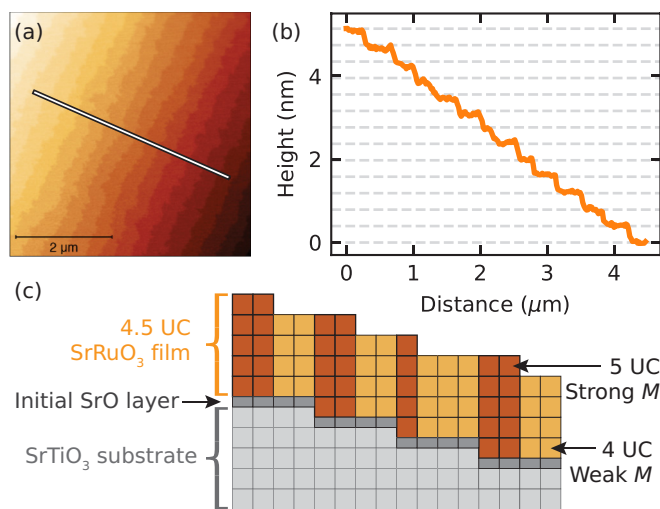 (a)
2 μm
(b)
Height (nm)
4
2
0
0 1 2 3 4
Distance (μm)
(c)
4.5 UC
SrRuO₃ film
Initial SrO layer
SrTiO₃ substrate
5 UC
Strong M
4 UC
Weak M